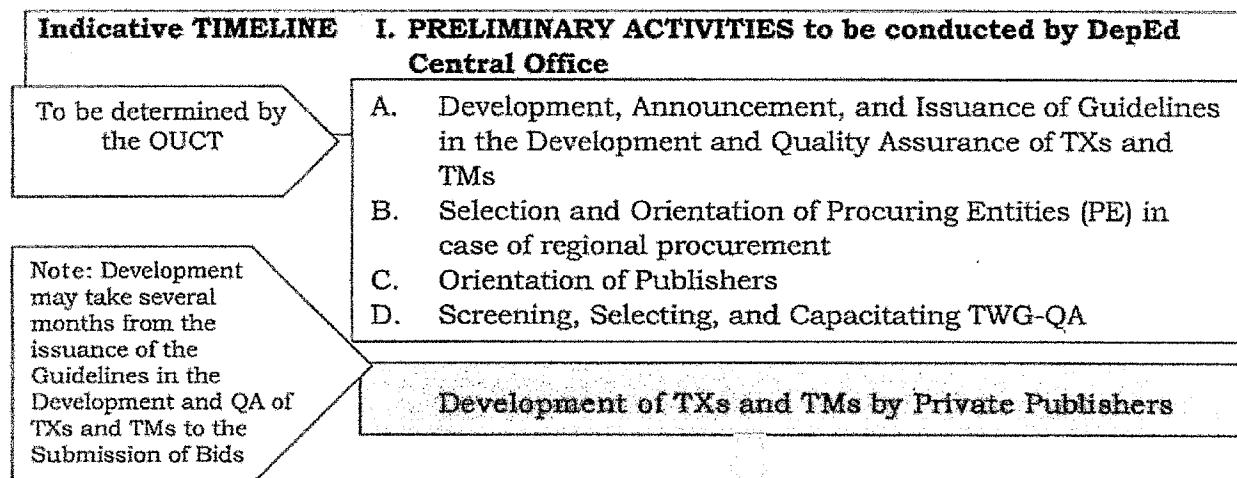 Indicative TIMELINE
I. PRELIMINARY ACTIVITIES to be conducted by DepEd
Central Office
To be determined by
the OUCT
A. Development, Announcement, and Issuance of Guidelines
in the Development and Quality Assurance of TXs and
TMs
B. Selection and Orientation of Procuring Entities (PE) in
case of regional procurement
C. Orientation of Publishers
D. Screening, Selecting, and Capacitating TWG-QA
Note: Development
may take several
months from the
issuance of the
Guidelines in the
Development and QA of
TXs and TMs to the
Submission of Bids
Development of TXs and TMs by Private Publishers